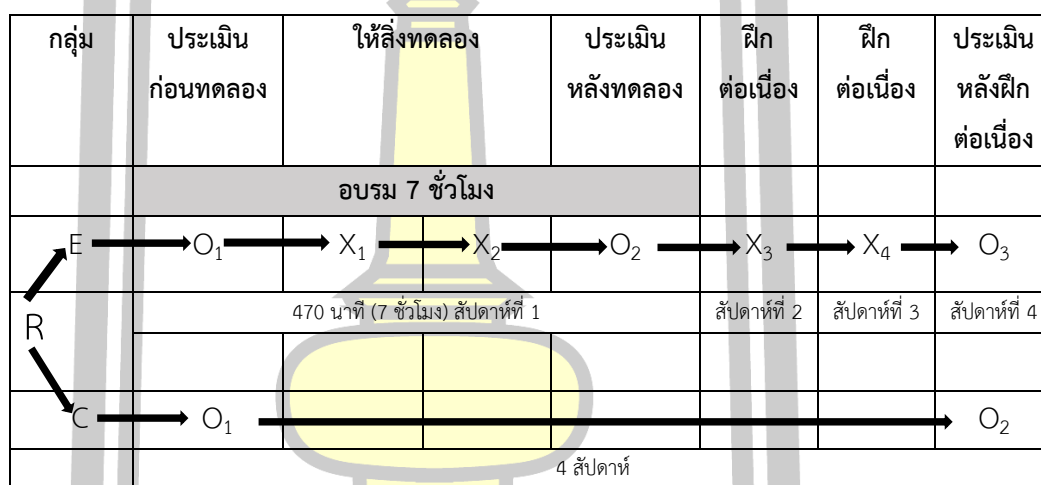 กลุ่ม ประเมิน ให้สิ่งทดลอง ประเมิน ฝึก ฝึก ประเมิน
ก่อนทดลอง หลังทดลอง ต่อเนื่อง ต่อเนื่อง หลังฝึก
ต่อเนื่อง
อบรม 7 ชั่วโมง
E O₁ X₁ X₂ O₂ X₃ X₄ O₃
470 นาที (7 ชั่วโมง) สัปดาห์ที่ 1 สัปดาห์ที่ 2 สัปดาห์ที่ 3 สัปดาห์ที่ 4
R
C O₁ O₂
4 สัปดาห์